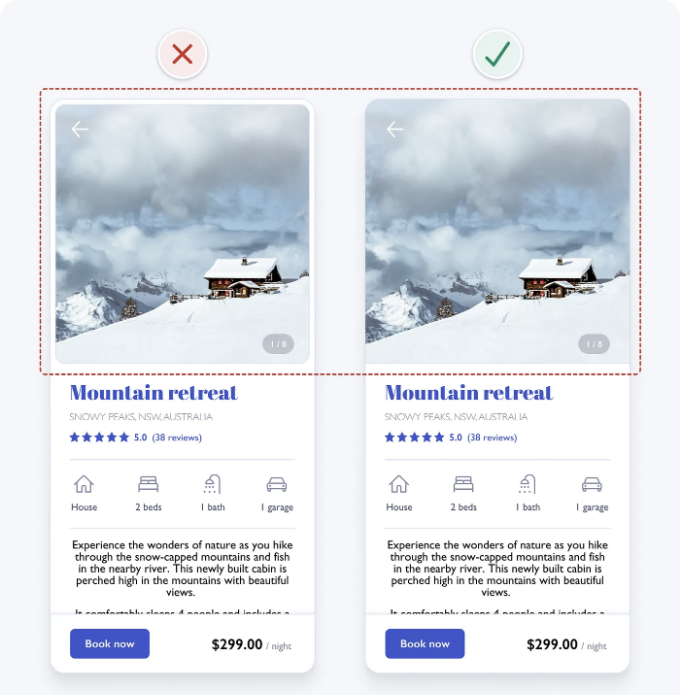 1 / 8
Mountain retreat
SNOWY PEAKS, NSW, AUSTRALIA
5.0 (38 reviews)
House 2 beds 1 bath 1 garage
Experience the wonders of nature as you hike
through the snow-capped mountains and fish
in the nearby river. This newly built cabin is
perched high in the mountains with beautiful
views.
It comfortably sleeps 4 people and includes a
Book now $299.00 / night
1 / 8
Mountain retreat
SNOWY PEAKS, NSW, AUSTRALIA
5.0 (38 reviews)
House 2 beds 1 bath 1 garage
Experience the wonders of nature as you hike
through the snow-capped mountains and fish
in the nearby river. This newly built cabin is
perched high in the mountains with beautiful
views.
It comfortably sleeps 4 people and includes a
Book now $299.00 / night